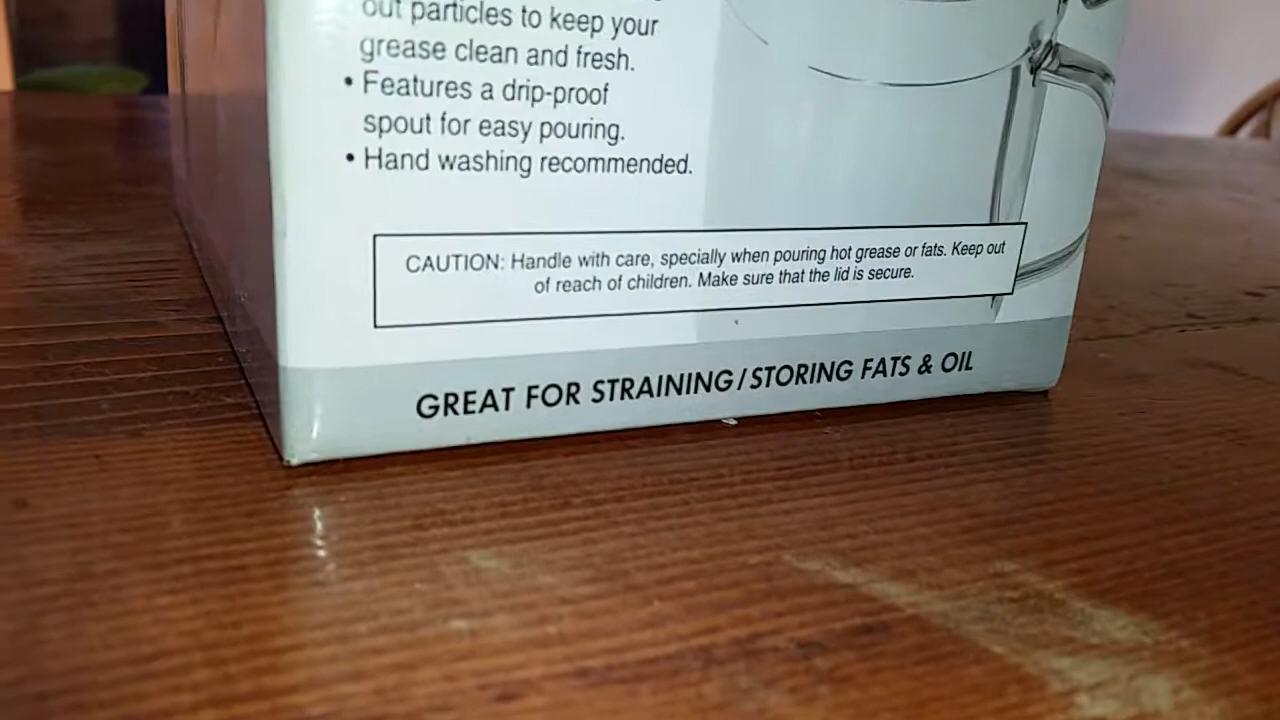 out particles to keep your
grease clean and fresh.
• Features a drip-proof
spout for easy pouring.
• Hand washing recommended.
CAUTION: Handle with care, specially when pouring hot grease or fats. Keep out
of reach of children. Make sure that the lid is secure.
GREAT FOR STRAINING/STORING FATS & OIL